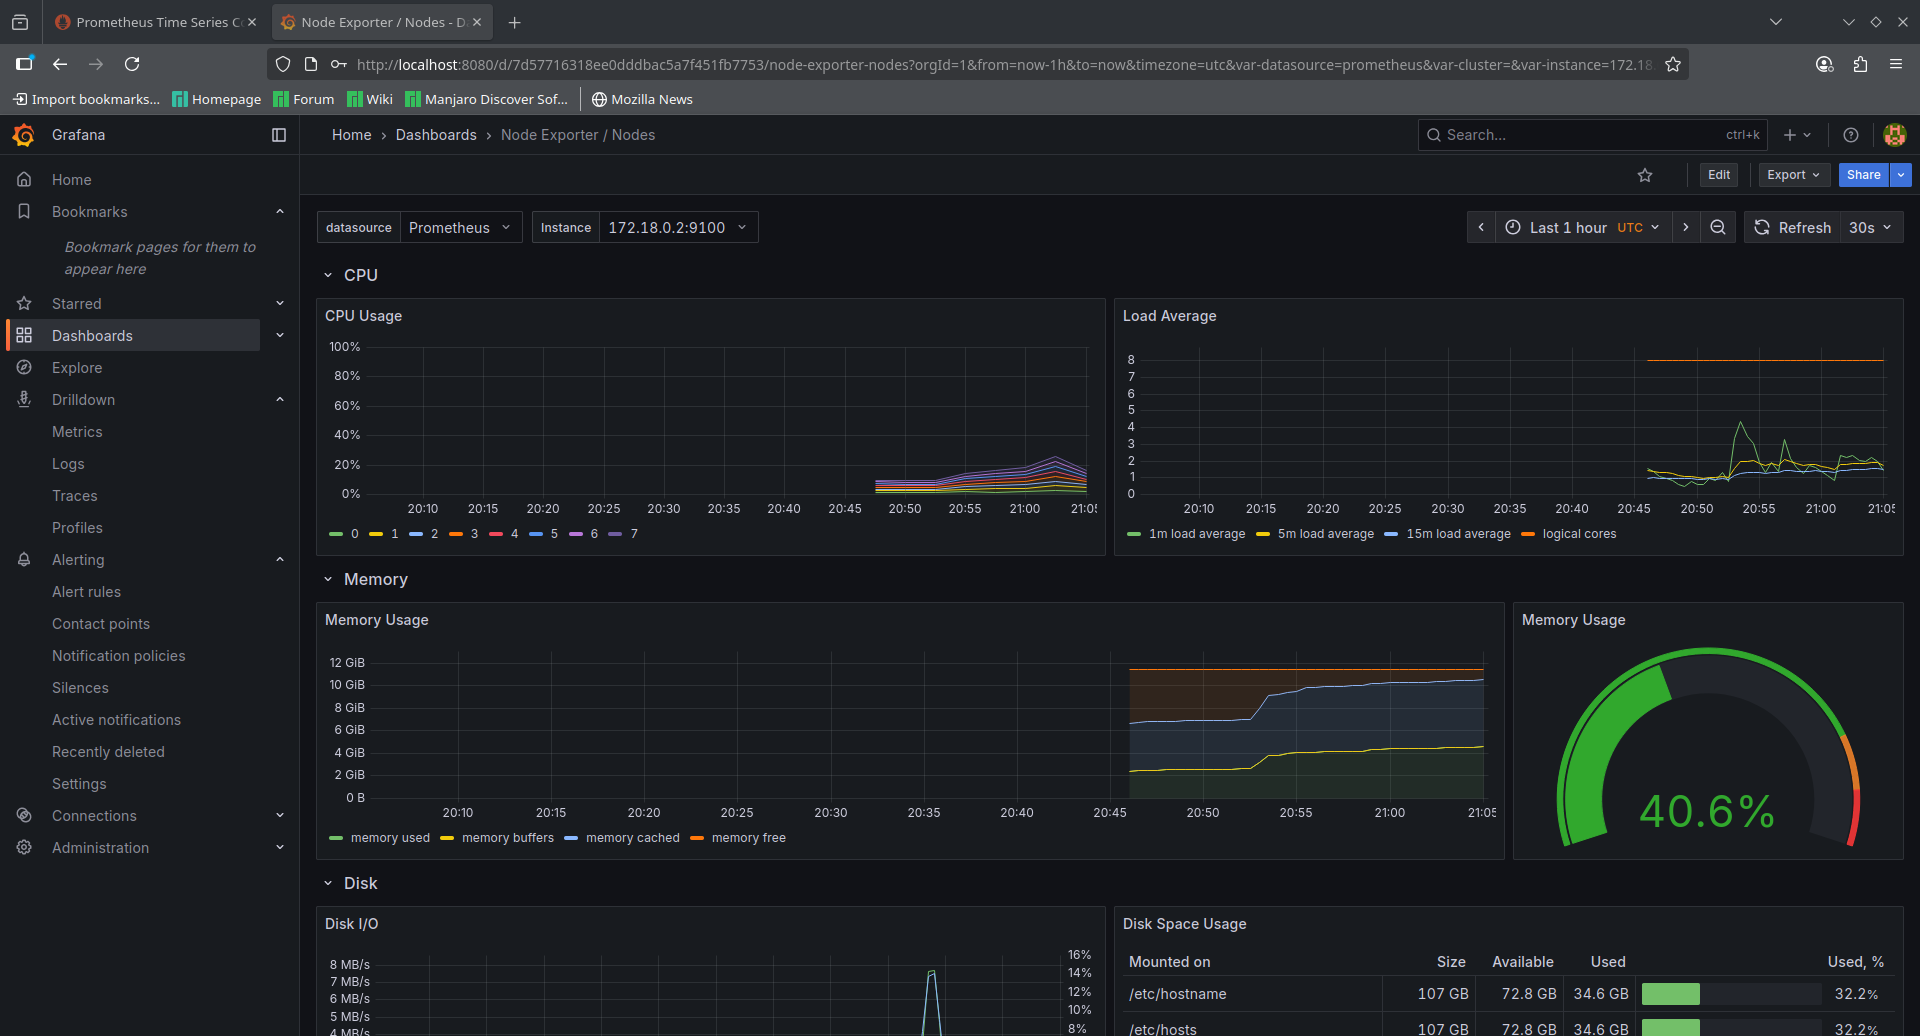 Prometheus Time Series C
Node Exporter / Nodes - D
http://localhost:8080/d/7d57716318ee0dddbac5a7f451fb7753/node-exporter-nodes?orgId=1&from=now-1h&to=now&timezone=utc&var-datasource=prometheus&var-cluster=&var-instance=172.18.
Import bookmarks... Homepage Forum Wiki Manjaro Discover Sof... Mozilla News
Grafana
Home › Dashboards › Node Exporter / Nodes
Search... ctrl+k
Edit Export Share
Home
Bookmarks
Bookmark pages for them to
appear here
Starred
Dashboards
Explore
Drilldown
Metrics
Logs
Traces
Profiles
Alerting
Alert rules
Contact points
Notification policies
Silences
Active notifications
Recently deleted
Settings
Connections
Administration
datasource Prometheus Instance 172.18.0.2:9100
Last 1 hour UTC Refresh 30s
CPU
CPU Usage
100%
80%
60%
40%
20%
0%
20:10 20:15 20:20 20:25 20:30 20:35 20:40 20:45 20:50 20:55 21:00 21:05
0 1 2 3 4 5 6 7
Load Average
8
7
6
5
4
3
2
1
0
20:10 20:15 20:20 20:25 20:30 20:35 20:40 20:45 20:50 20:55 21:00 21:05
1m load average 5m load average 15m load average logical cores
Memory
Memory Usage
12 GiB
10 GiB
8 GiB
6 GiB
4 GiB
2 GiB
0 B
20:10 20:15 20:20 20:25 20:30 20:35 20:40 20:45 20:50 20:55 21:00 21:05
memory used memory buffers memory cached memory free
Memory Usage
40.6%
Disk
Disk I/O
8 MB/s
7 MB/s
6 MB/s
5 MB/s
4 MB/s
16%
14%
12%
10%
8%
Disk Space Usage
Mounted on Size Available Used Used, %
/etc/hostname 107 GB 72.8 GB 34.6 GB 32.2%
/etc/hosts 107 GB 72.8 GB 34.6 GB 32.2%